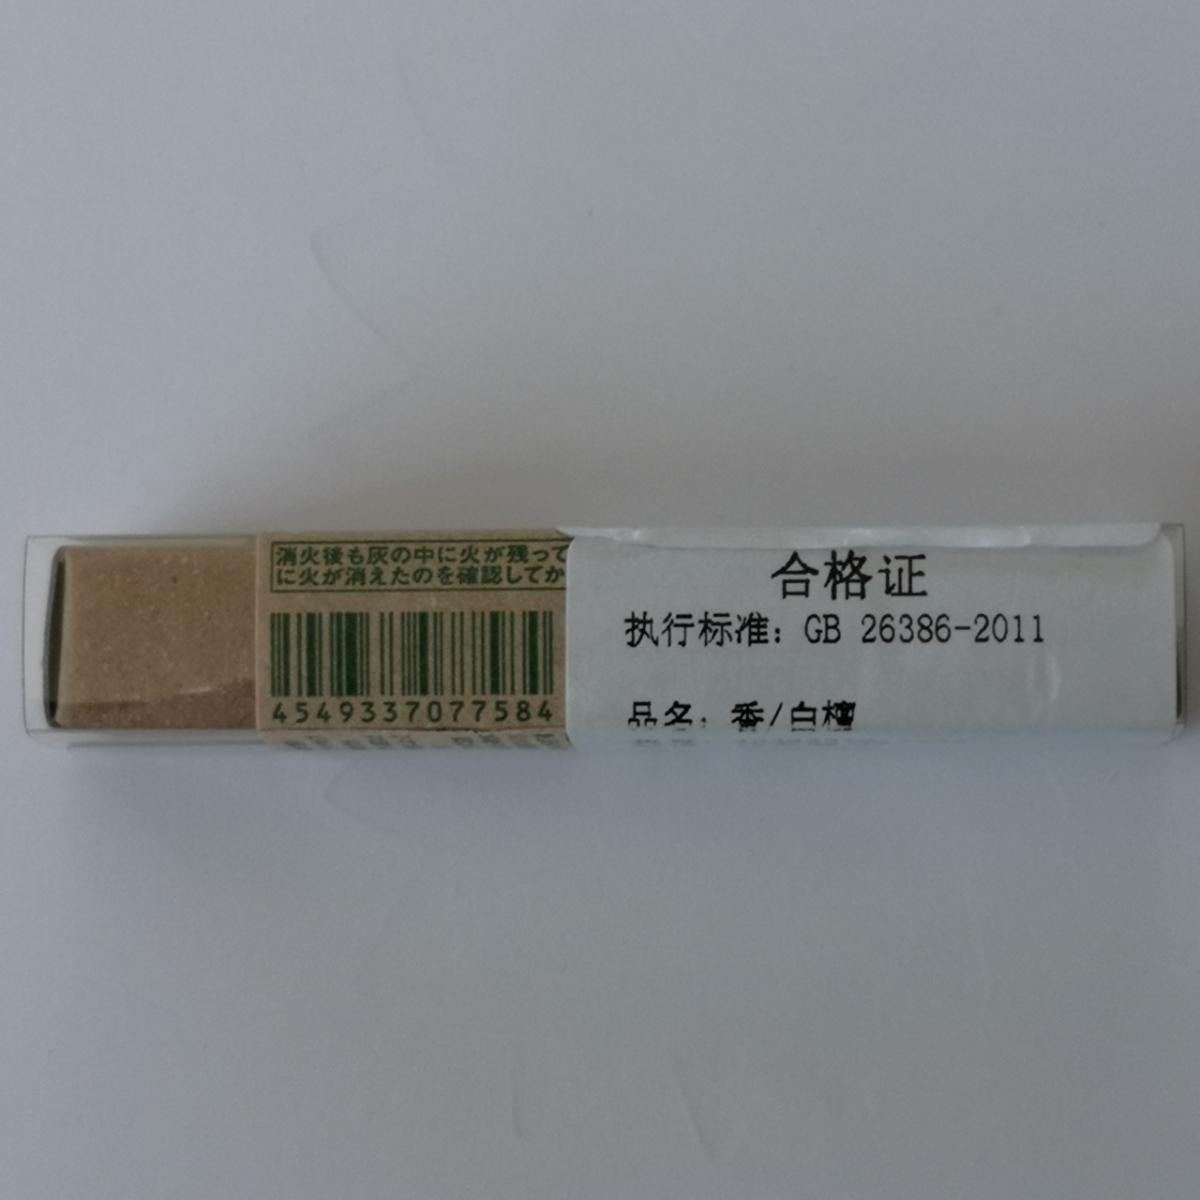 消火後も灰の中に火が残って
に火が消えたのを確認してか
4549337077584
合格证
执行标准：GB 26386-2011
品名：香/白檀